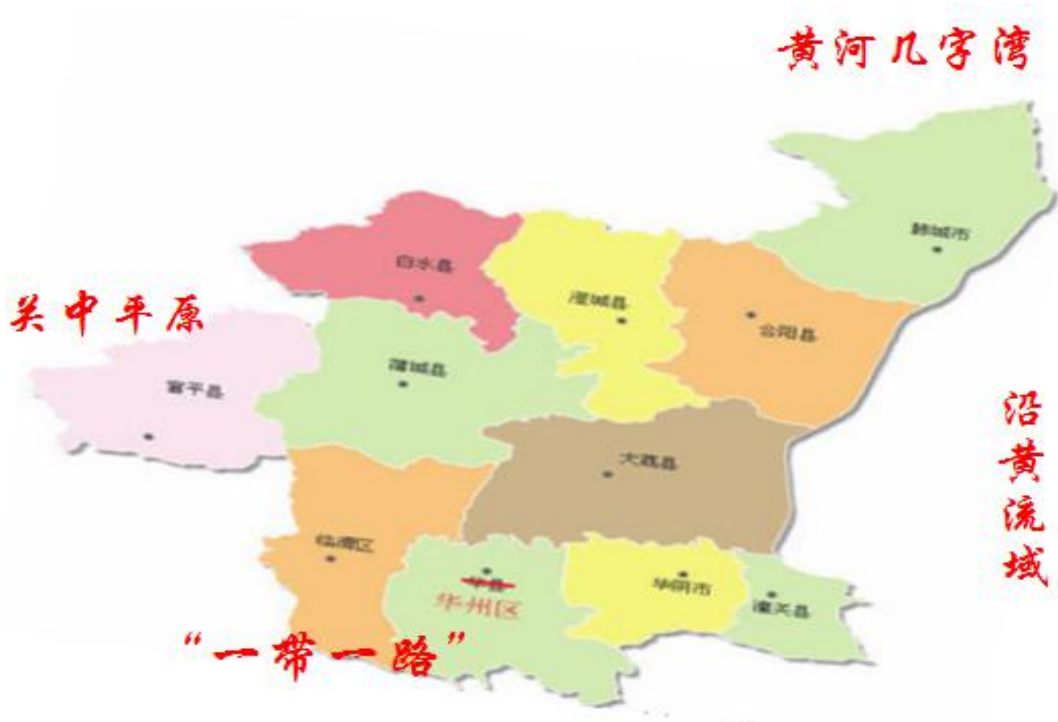 黄河几字湾
韩城市
白水县
澄城县
合阳县
关中平原
蒲城县
富平县
沿黄流域
大荔县
临渭区
华县
华州区
华阴市
潼关县
“一带一路”